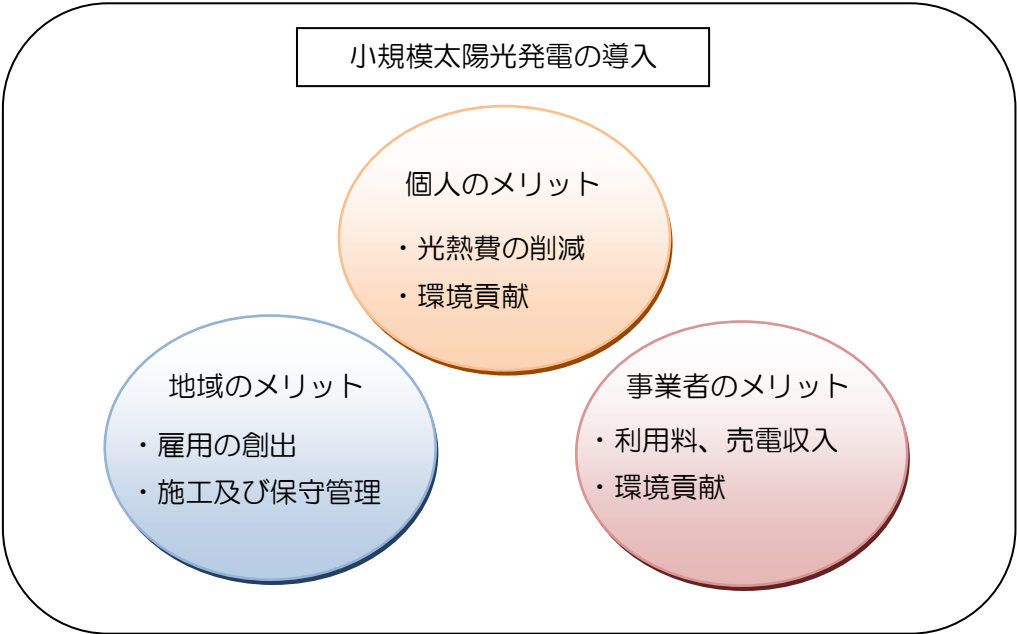 小規模太陽光発電の導入
個人のメリット
・光熱費の削減
・環境貢献
地域のメリット
・雇用の創出
・施工及び保守管理
事業者のメリット
・利用料、売電収入
・環境貢献